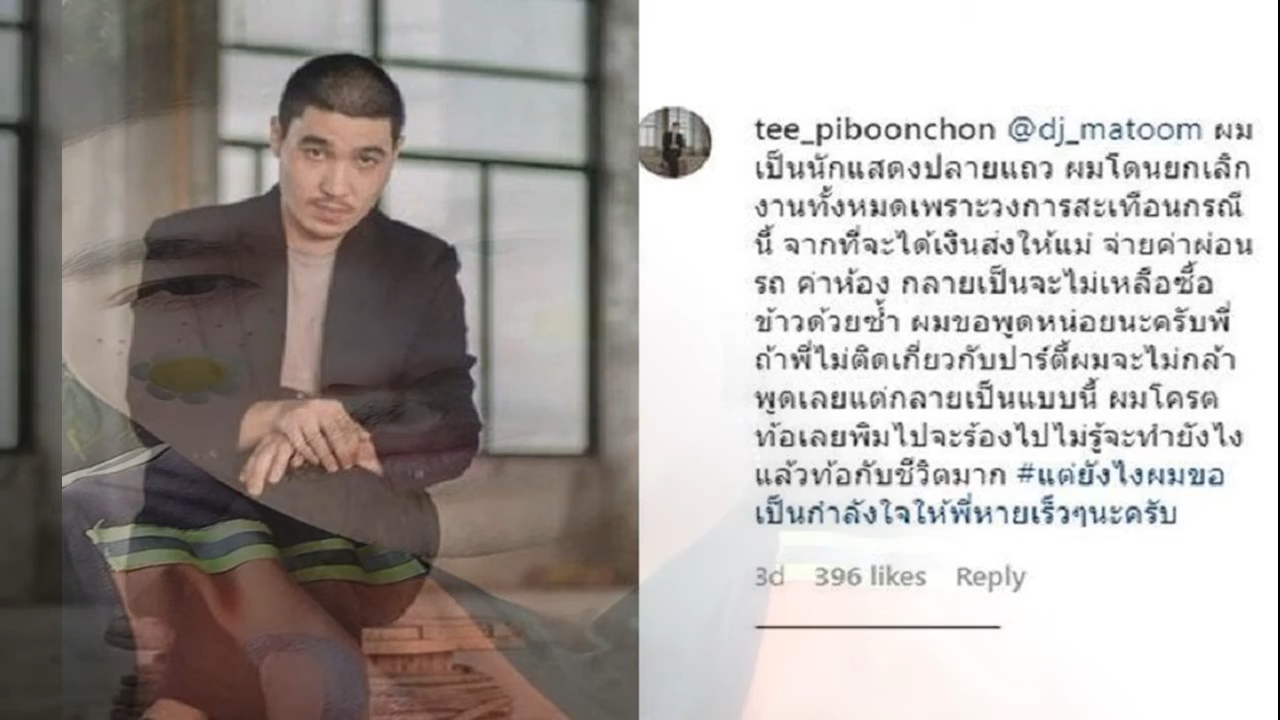 tee_piboonchon @dj_matoom ผม
เป็นนักแสดงปลายแถว ผมโดนยกเลิก
งานทั้งหมดเพราะวงการสะเทือนกรณี
นี้ จากที่จะได้เงินส่งให้แม่ จ่ายค่าผ่อน
รถ ค่าห้อง กลายเป็นจะไม่เหลือซื้อ
ข้าวด้วยซ้ำ ผมขอพูดหน่อยนะครับพี่
ถ้าพี่ไม่ติดเกี่ยวกับปาร์ตี้ผมจะไม่กล้า
พูดเลยแต่กลายเป็นแบบนี้ ผมโครต
ท้อเลยพิมไปจะร้องไปไม่รู้จะทำยังไง
แล้วท้อกับชีวิตมาก #แต่ยังไงผมขอ
เป็นกำลังใจให้พี่หายเร็วๆนะครับ
3d 396 likes Reply